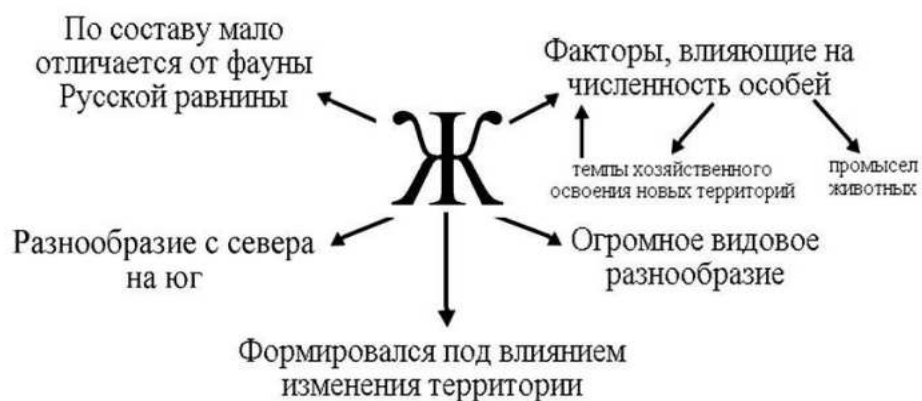 По составу мало
отличается от фауны
Русской равнины
Факторы, влияющие на
численность особей
темпы хозяйственного
освоения новых территорий
промысел
животных
Ж
Разнообразие с севера
на юг
Огромное видовое
разнообразие
Формировался под влиянием
изменения территории